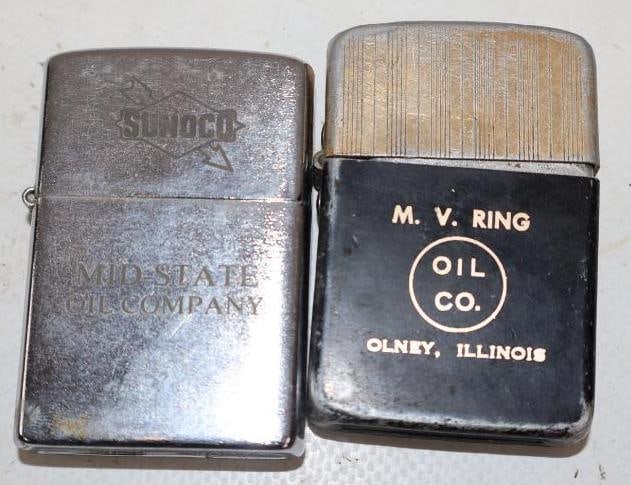 SUNOCO
MID-STATE
OIL COMPANY
M. V. RING
OIL
CO.
OLNEY, ILLINOIS